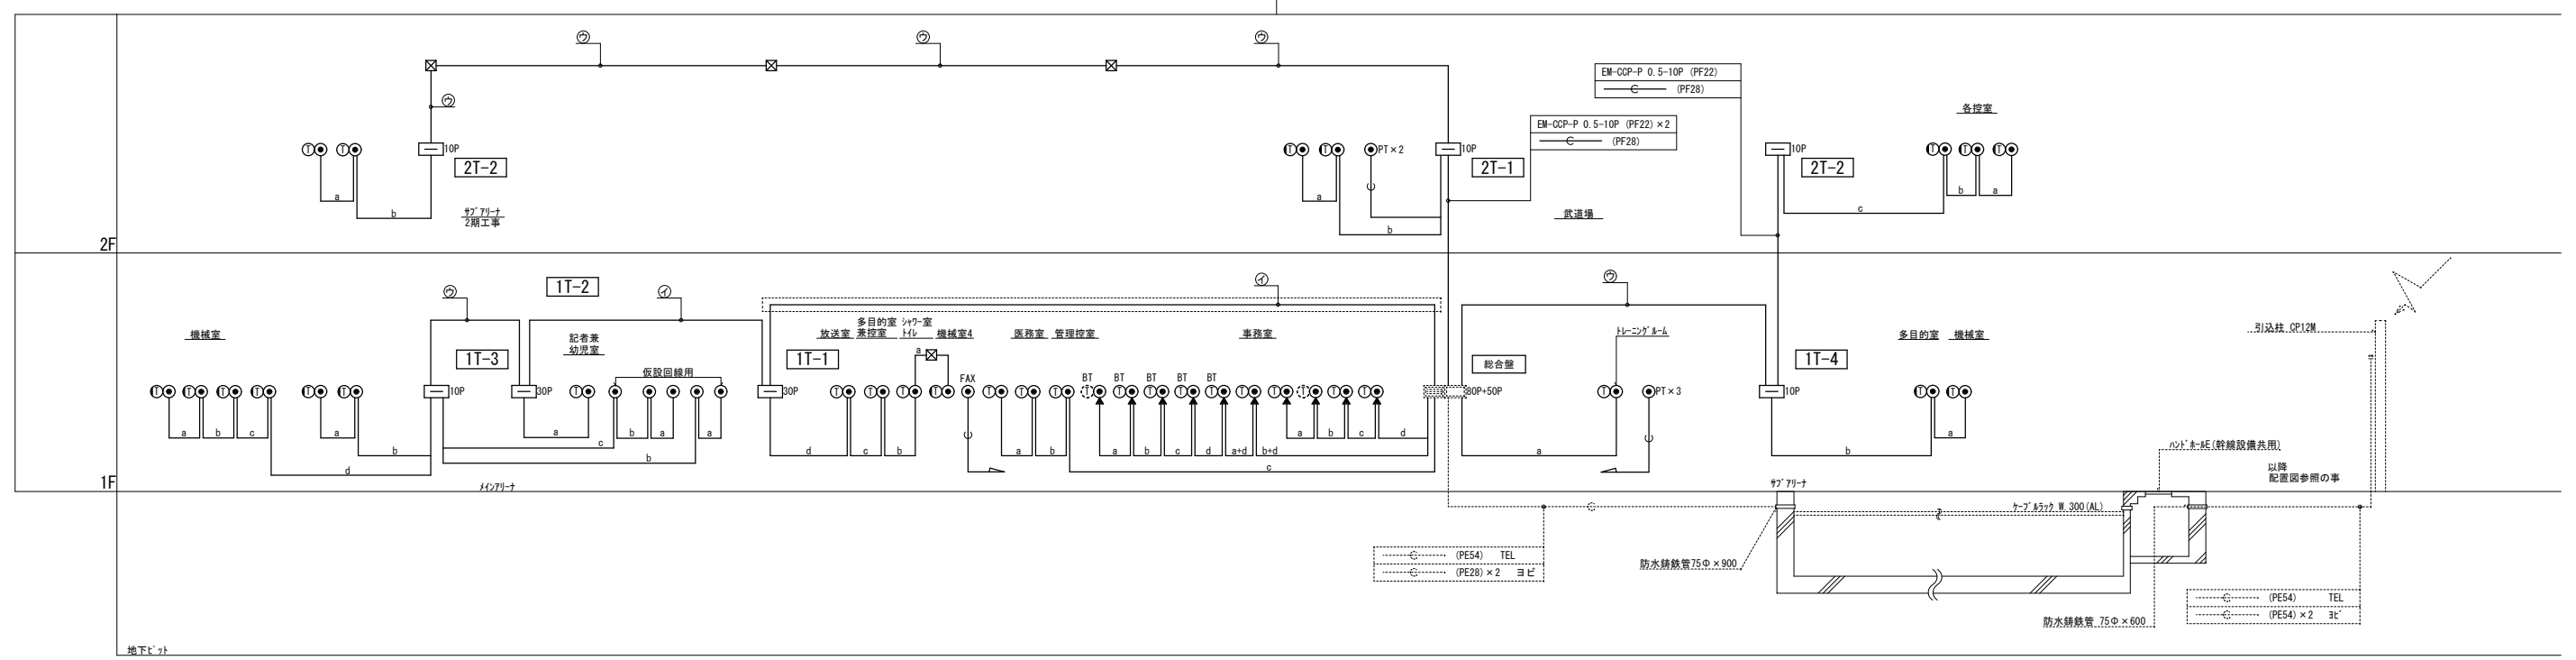 ㋒
㋒
㋒
㋒
EM-CCP-P 0.5-10P (PF22)
(PF28)
EM-CCP-P 0.5-10P (PF22)×2
(PF28)
各控室
T
T
10P
2T-2
a
b
ｻﾌﾞｱﾘｰﾅ
2期工事
T
T
PT×2
10P
2T-1
a
b
武道場
10P
2T-2
T
T
T
b
a
c
2F
1T-2
㋒
㋑
㋑
㋒
機械室
記者兼
幼児室
仮設回線用
1T-3
放送室
多目的室
兼控室
ｼｬﾜｰ室
ﾄｲﾚ
機械室4
医務室
管理控室
事務室
1T-1
総合盤
ﾄﾚｰﾆﾝｸﾞﾙｰﾑ
1T-4
多目的室
機械室
引込柱 CP12M
T
T
T
T
T
T
10P
30P
T
30P
T
T
T
T
a
FAX
T
T
T
BT
BT
BT
BT
BT
T
T
T
T
T
T
T
T
T
T
80P+50P
T
PT×3
10P
T
T
a
b
c
a
b
d
a
c
b
a
a
b
d
c
b
a
b
a
b
c
d
a+d
b+d
a
b
c
d
c
a
b
a
ﾊﾝﾄﾞﾎｰﾙE(幹線設備共用)
以降
配置図参照の事
1F
ﾒｲﾝｱﾘｰﾅ
ｻﾌﾞｱﾘｰﾅ
ｹｰﾌﾞﾙﾗｯｸ W.300(AL)
(PE54) TEL
(PE28)×2 ヨビ
防水鋳鉄管75Φ×900
防水鋳鉄管 75Φ×600
(PE54) TEL
(PE54)×2 ﾖﾋﾞ
地下ﾋﾟｯﾄ